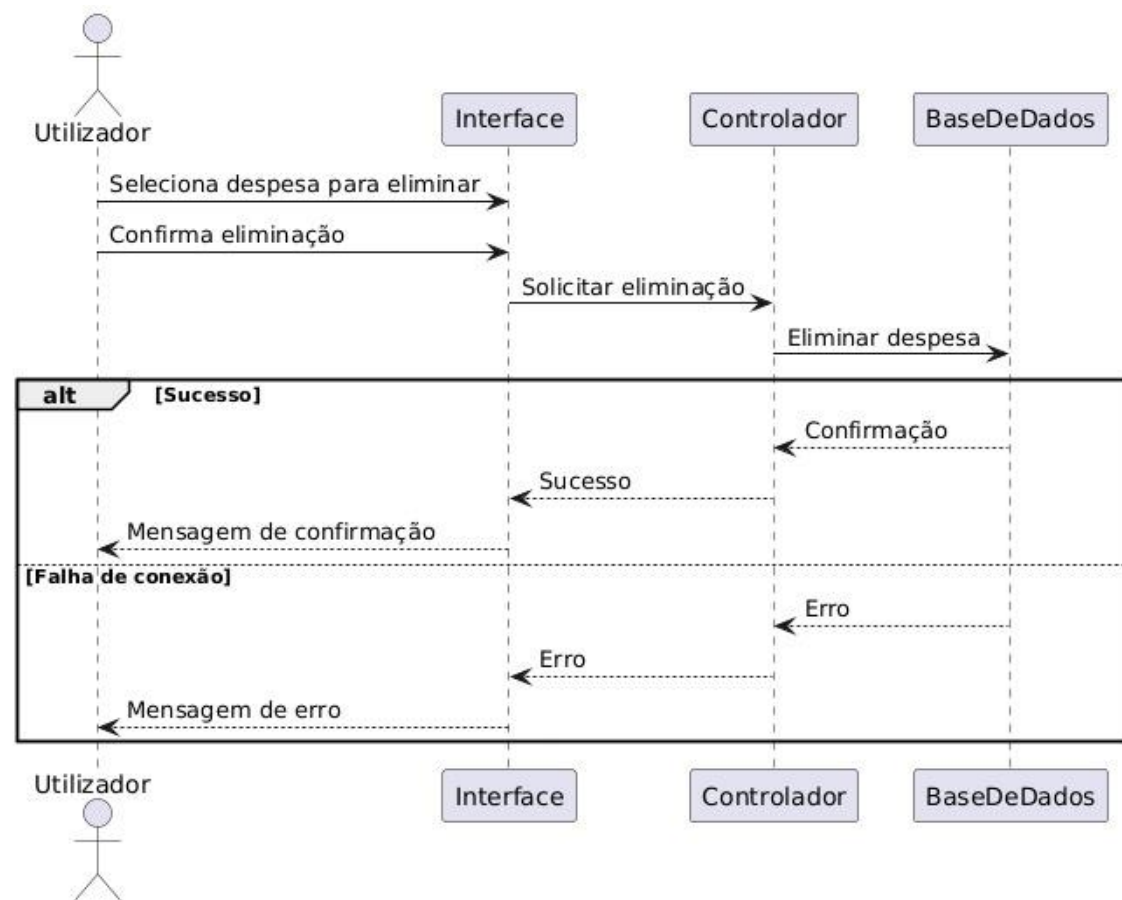 Utilizador
Interface
Controlador
BaseDeDados
Seleciona despesa para eliminar
Confirma eliminação
Solicitar eliminação
Eliminar despesa
alt
[Sucesso]
Confirmação
Sucesso
Mensagem de confirmação
[Falha de conexão]
Erro
Erro
Mensagem de erro
Utilizador
Interface
Controlador
BaseDeDados